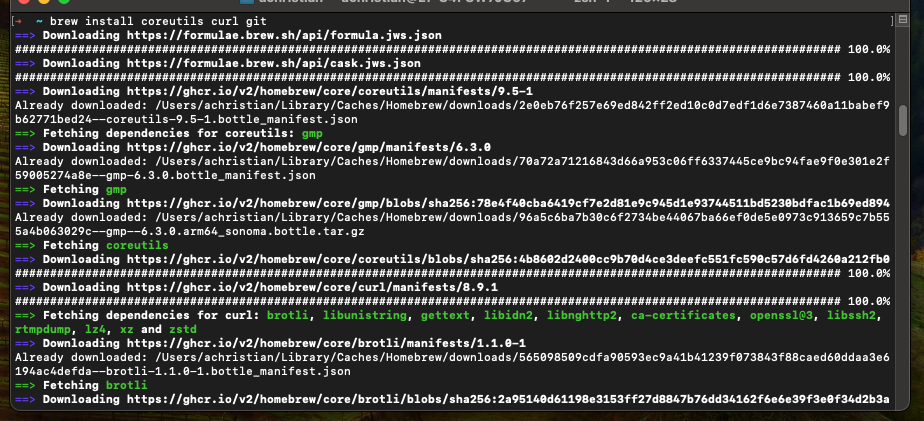 [→ ~ brew install coreutils curl git ]
==> Downloading https://formulae.brew.sh/api/formula.jws.json
######################################################################################################################## 100.0%
==> Downloading https://formulae.brew.sh/api/cask.jws.json
######################################################################################################################## 100.0%
==> Downloading https://ghcr.io/v2/homebrew/core/coreutils/manifests/9.5-1
Already downloaded: /Users/achristian/Library/Caches/Homebrew/downloads/2e0eb76f257e69ed842ff2ed10c0d7edf1d6e7387460a11babef9
b62771bed24--coreutils-9.5-1.bottle_manifest.json
==> Fetching dependencies for coreutils: gmp
==> Downloading https://ghcr.io/v2/homebrew/core/gmp/manifests/6.3.0
Already downloaded: /Users/achristian/Library/Caches/Homebrew/downloads/70a72a71216843d66a953c06ff6337445ce9bc94fae9f0e301e2f
59005274a8e--gmp-6.3.0.bottle_manifest.json
==> Fetching gmp
==> Downloading https://ghcr.io/v2/homebrew/core/gmp/blobs/sha256:78e4f40cba6419cf7e2d81e9c945d1e93744511bd5230bdfac1b69ed894
Already downloaded: /Users/achristian/Library/Caches/Homebrew/downloads/96a5c6ba7b30c6f2734be44067ba66ef0de5e0973c913659c7b55
5a4b063029c--gmp--6.3.0.arm64_sonoma.bottle.tar.gz
==> Fetching coreutils
==> Downloading https://ghcr.io/v2/homebrew/core/coreutils/blobs/sha256:4b8602d2400cc9b70d4ce3deefc551fc590c57d6fd4260a212fb0
######################################################################################################################## 100.0%
==> Downloading https://ghcr.io/v2/homebrew/core/curl/manifests/8.9.1
######################################################################################################################## 100.0%
==> Fetching dependencies for curl: brotli, libunistring, gettext, libidn2, libnghttp2, ca-certificates, openssl@3, libssh2,
rtmpdump, lz4, xz and zstd
==> Downloading https://ghcr.io/v2/homebrew/core/brotli/manifests/1.1.0-1
Already downloaded: /Users/achristian/Library/Caches/Homebrew/downloads/565098509cdfa90593ec9a41b41239f073843f88caed60ddaa3e6
194ac4defda--brotli-1.1.0-1.bottle_manifest.json
==> Fetching brotli
==> Downloading https://ghcr.io/v2/homebrew/core/brotli/blobs/sha256:2a95140d61198e3153ff27d8847b76dd34162f6e6e39f3e0f34d2b3a